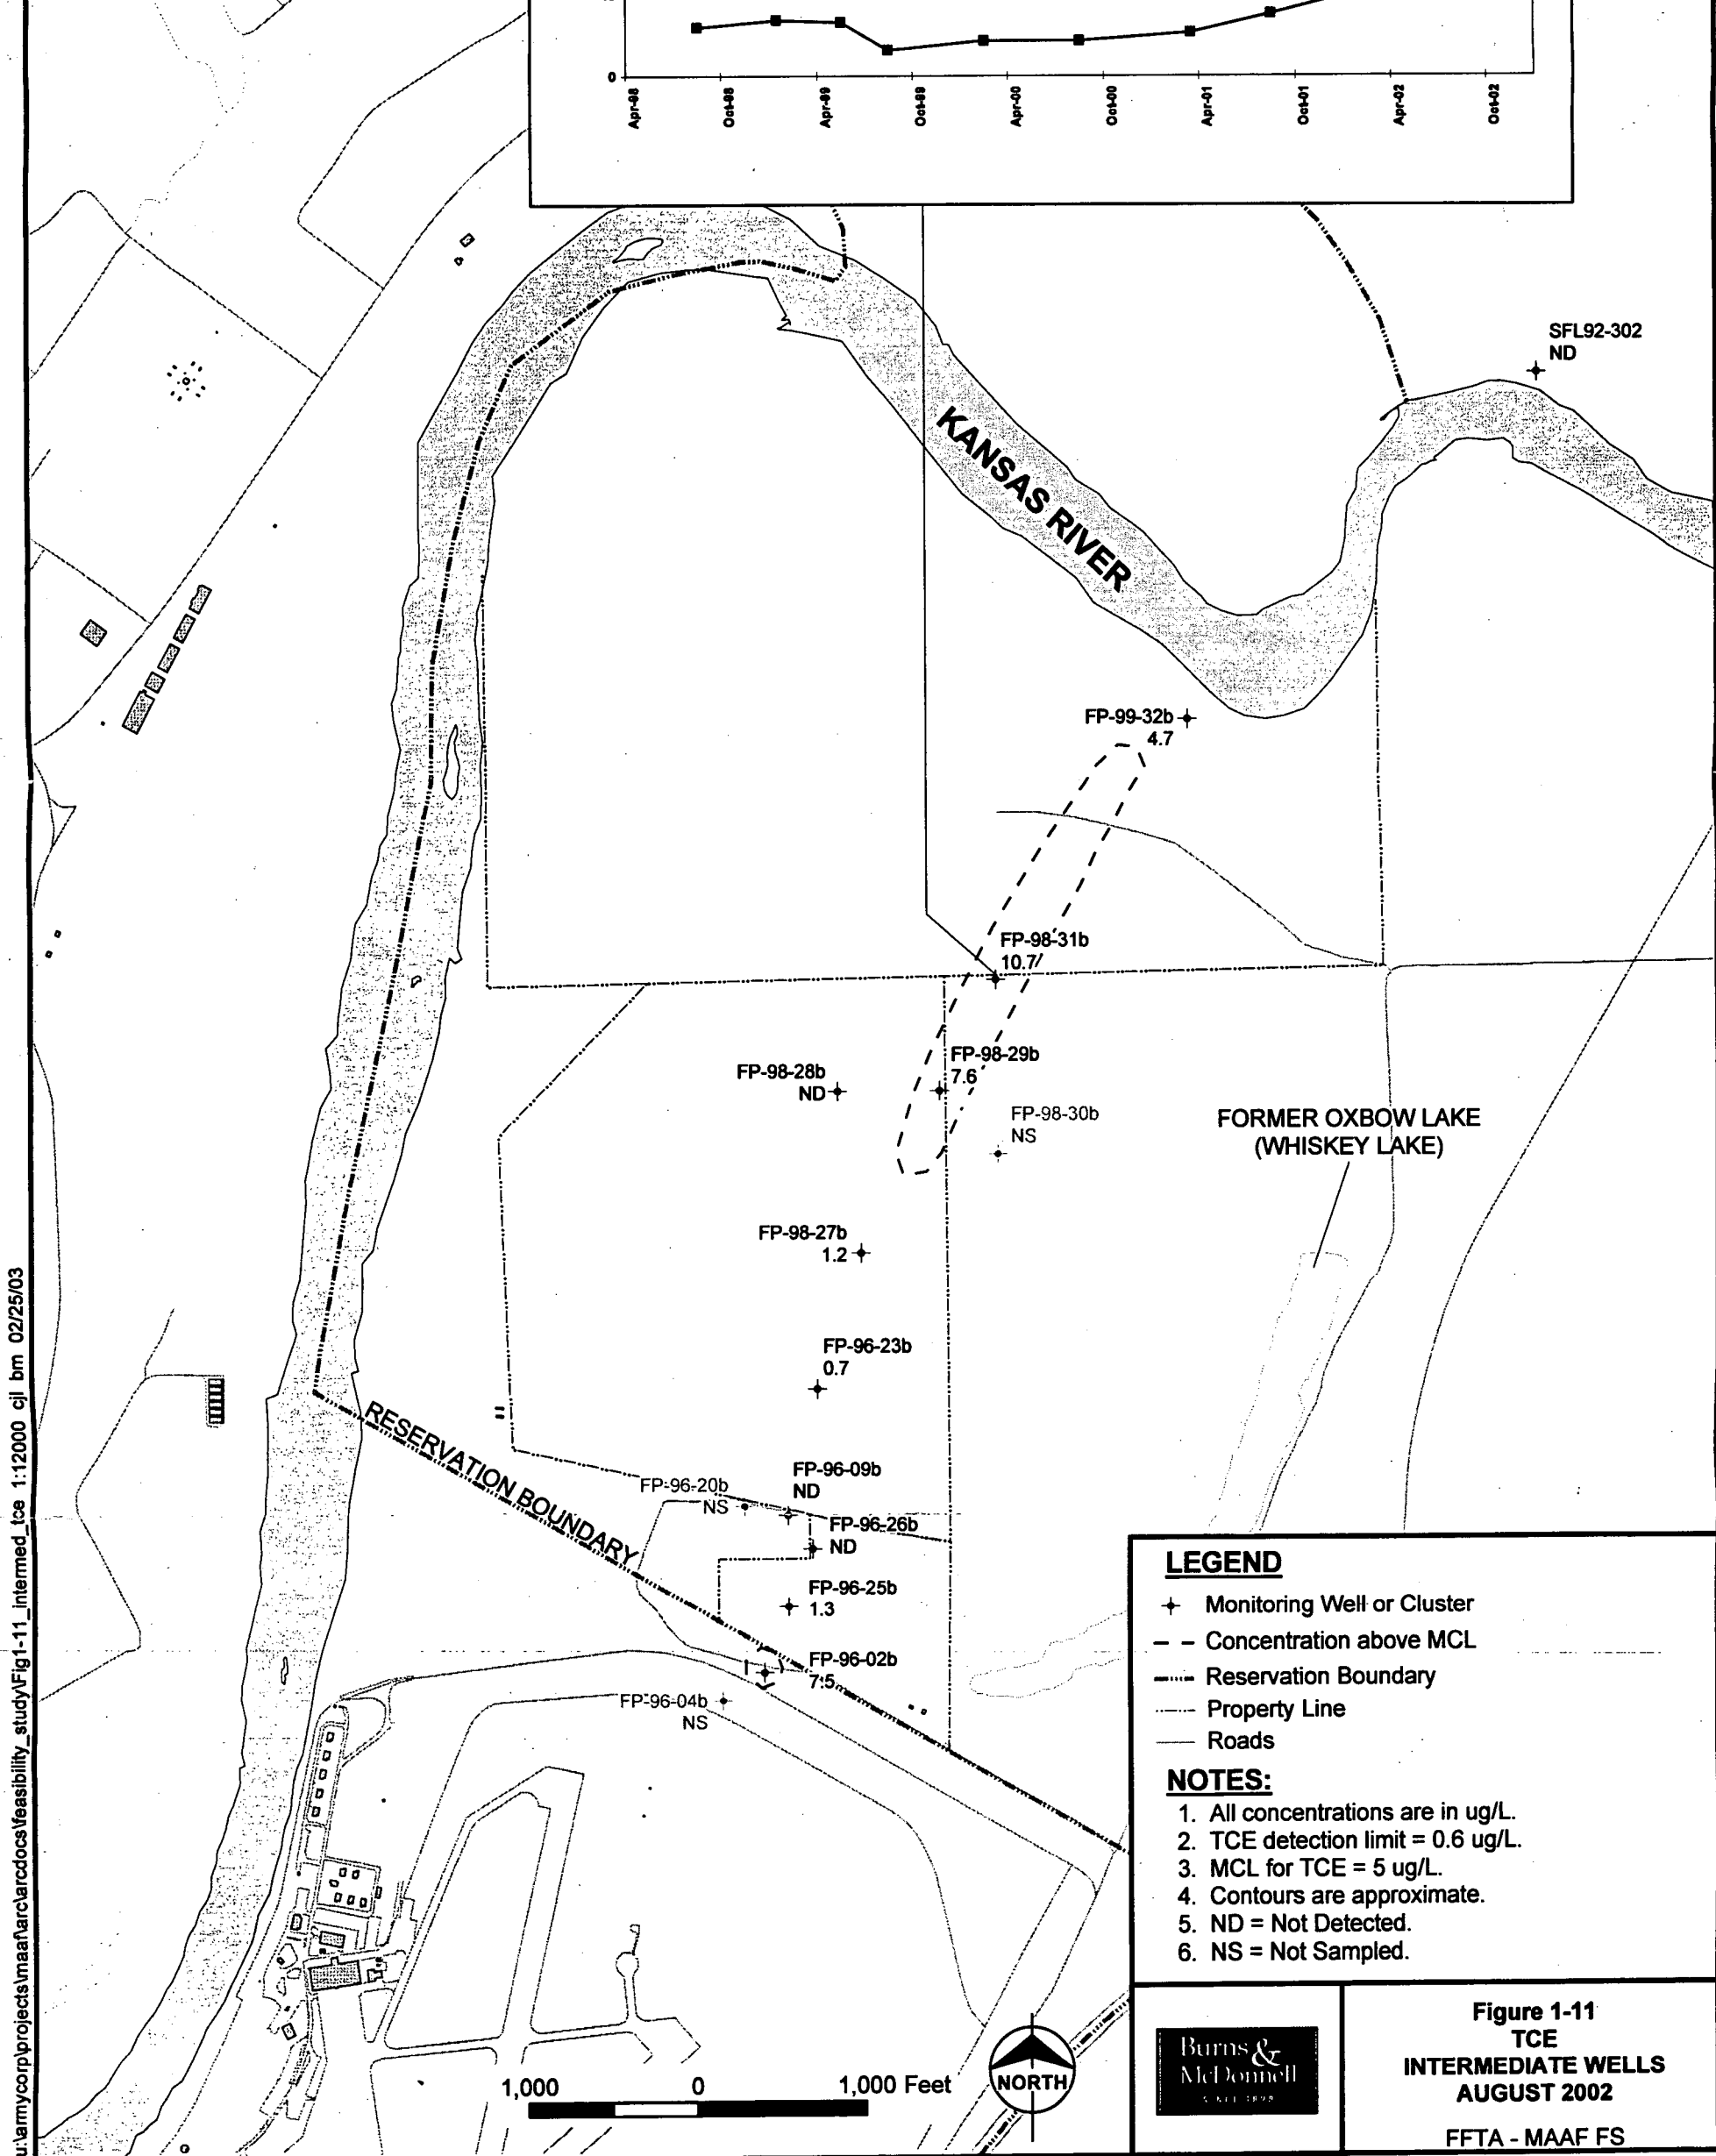 0
Apr-98
Oct-98
Apr-99
Oct-99
Apr-00
Oct-00
Apr-01
Oct-01
Apr-02
Oct-02
SFL92-302
ND
KANSAS RIVER
FP-99-32b
4.7
FP-98-31b
10.7
FP-98-28b
ND
FP-98-29b
7.6
FP-98-30b
NS
FORMER OXBOW LAKE
(WHISKEY LAKE)
FP-98-27b
1.2
FP-96-23b
0.7
RESERVATION BOUNDARY
FP-96-20b
NS
FP-96-09b
ND
FP-96-26b
ND
FP-96-25b
1.3
FP-96-02b
7.5
FP-96-04b
NS
LEGEND
Monitoring Well or Cluster
Concentration above MCL
Reservation Boundary
Property Line
Roads
NOTES:
1. All concentrations are in ug/L.
2. TCE detection limit = 0.6 ug/L.
3. MCL for TCE = 5 ug/L.
4. Contours are approximate.
5. ND = Not Detected.
6. NS = Not Sampled.
1,000 0 1,000 Feet
NORTH
Burns &
McDonnell
SINCE 1898
Figure 1-11
TCE
INTERMEDIATE WELLS
AUGUST 2002
FFTA - MAAF FS
u:\armycorp\projects\maaf\arc\arcdocs\feasibility_study\Fig1-11_intermed_tce 1:12000 cjl bm 02/25/03